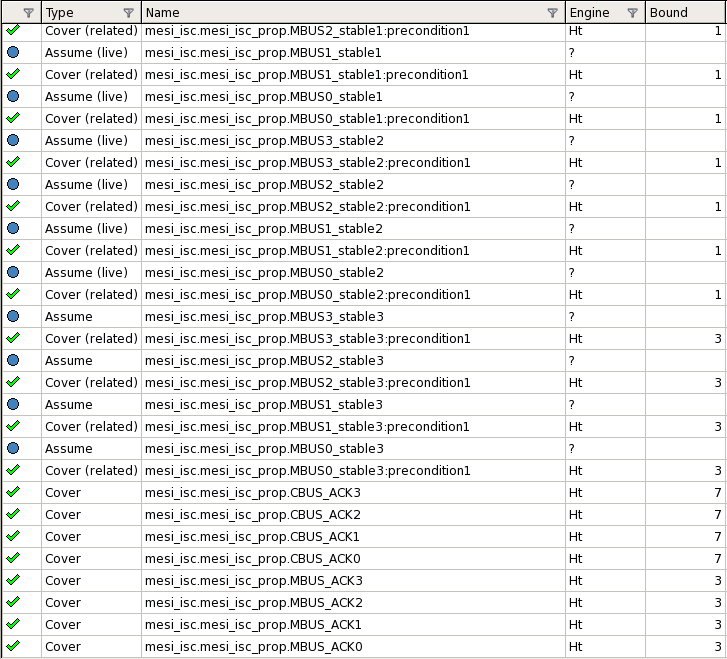 Type Name Engine Bound
Cover (related) mesi_isc.mesi_isc_prop.MBUS2_stable1:precondition1 Ht 1
Assume (live) mesi_isc.mesi_isc_prop.MBUS1_stable1 ?
Cover (related) mesi_isc.mesi_isc_prop.MBUS1_stable1:precondition1 Ht 1
Assume (live) mesi_isc.mesi_isc_prop.MBUS0_stable1 ?
Cover (related) mesi_isc.mesi_isc_prop.MBUS0_stable1:precondition1 Ht 1
Assume (live) mesi_isc.mesi_isc_prop.MBUS3_stable2 ?
Cover (related) mesi_isc.mesi_isc_prop.MBUS3_stable2:precondition1 Ht 1
Assume (live) mesi_isc.mesi_isc_prop.MBUS2_stable2 ?
Cover (related) mesi_isc.mesi_isc_prop.MBUS2_stable2:precondition1 Ht 1
Assume (live) mesi_isc.mesi_isc_prop.MBUS1_stable2 ?
Cover (related) mesi_isc.mesi_isc_prop.MBUS1_stable2:precondition1 Ht 1
Assume (live) mesi_isc.mesi_isc_prop.MBUS0_stable2 ?
Cover (related) mesi_isc.mesi_isc_prop.MBUS0_stable2:precondition1 Ht 1
Assume mesi_isc.mesi_isc_prop.MBUS3_stable3 ?
Cover (related) mesi_isc.mesi_isc_prop.MBUS3_stable3:precondition1 Ht 3
Assume mesi_isc.mesi_isc_prop.MBUS2_stable3 ?
Cover (related) mesi_isc.mesi_isc_prop.MBUS2_stable3:precondition1 Ht 3
Assume mesi_isc.mesi_isc_prop.MBUS1_stable3 ?
Cover (related) mesi_isc.mesi_isc_prop.MBUS1_stable3:precondition1 Ht 3
Assume mesi_isc.mesi_isc_prop.MBUS0_stable3 ?
Cover (related) mesi_isc.mesi_isc_prop.MBUS0_stable3:precondition1 Ht 3
Cover mesi_isc.mesi_isc_prop.CBUS_ACK3 Ht 7
Cover mesi_isc.mesi_isc_prop.CBUS_ACK2 Ht 7
Cover mesi_isc.mesi_isc_prop.CBUS_ACK1 Ht 7
Cover mesi_isc.mesi_isc_prop.CBUS_ACK0 Ht 7
Cover mesi_isc.mesi_isc_prop.MBUS_ACK3 Ht 3
Cover mesi_isc.mesi_isc_prop.MBUS_ACK2 Ht 3
Cover mesi_isc.mesi_isc_prop.MBUS_ACK1 Ht 3
Cover mesi_isc.mesi_isc_prop.MBUS_ACK0 Ht 3